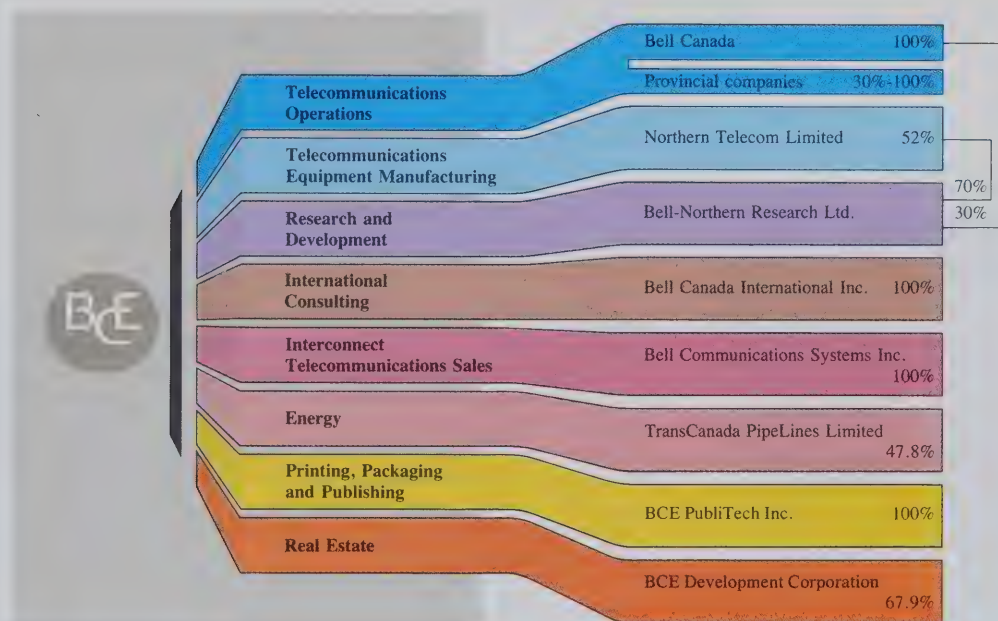 BCE
Telecommunications
Operations
Bell Canada 100%
Provincial companies 30%-100%
Telecommunications
Equipment Manufacturing
Northern Telecom Limited 52%
70%
30%
Research and
Development
Bell-Northern Research Ltd.
International
Consulting
Bell Canada International Inc. 100%
Interconnect
Telecommunications Sales
Bell Communications Systems Inc.
100%
Energy
TransCanada PipeLines Limited
47.8%
Printing, Packaging
and Publishing
BCE PubliTech Inc. 100%
Real Estate
BCE Development Corporation
67.9%